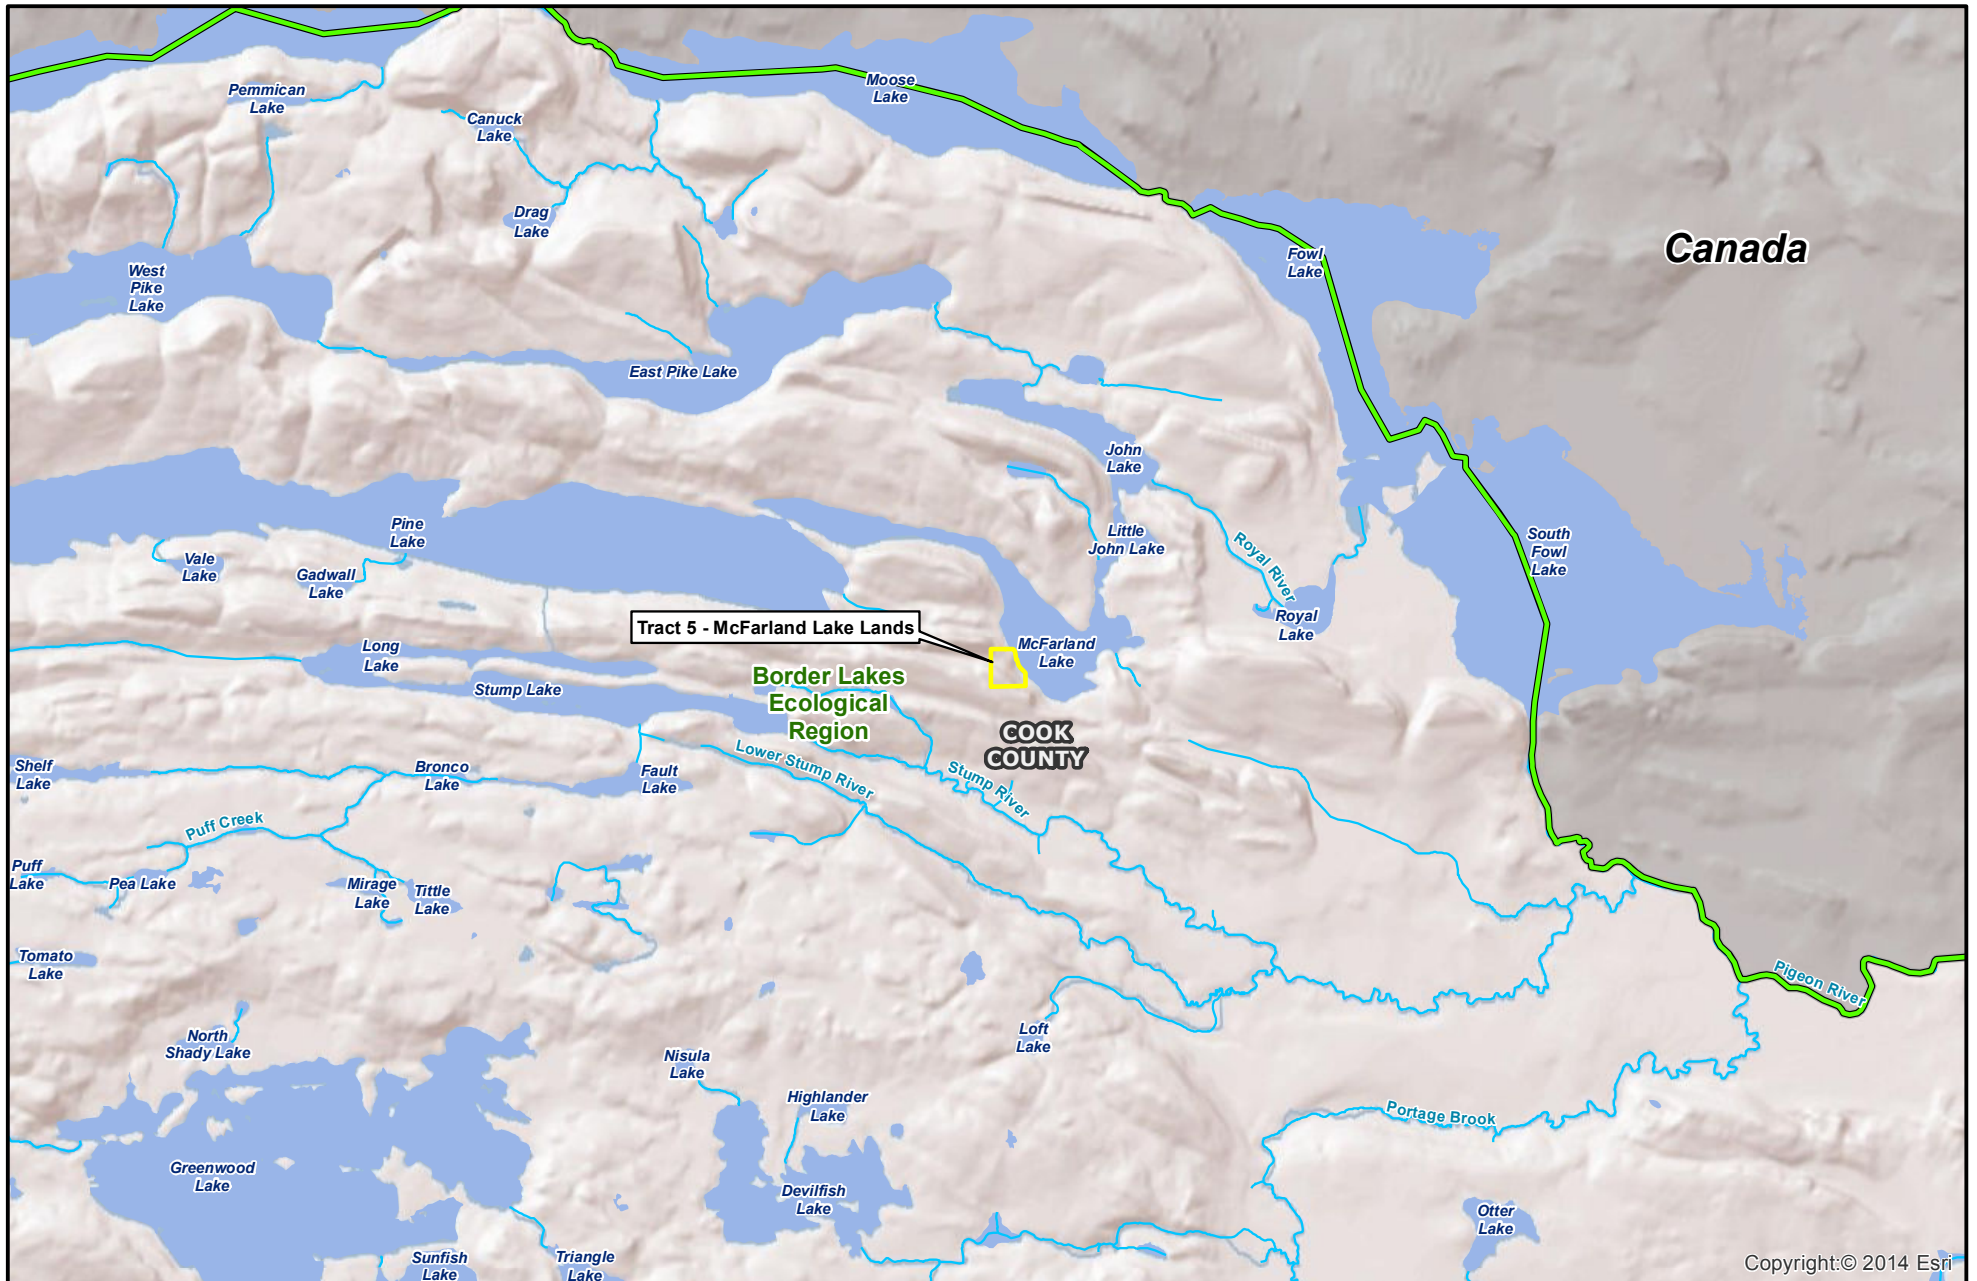 Moose
Lake
Pemmican
Lake
Canuck
Lake
Drag
Lake
Canada
Fowl
Lake
West
Pike
Lake
East Pike Lake
John
Lake
Pine
Lake
Little
John Lake
South
Fowl
Lake
Vale
Lake
Gadwall
Lake
Royal River
Royal
Lake
Tract 5 - McFarland Lake Lands
McFarland
Lake
Long
Lake
Stump Lake
Border Lakes
Ecological
Region
COOK
COUNTY
Shelf
Lake
Bronco
Lake
Fault
Lake
Lower Stump River
Stump River
Puff Creek
Puff
Lake
Pea Lake
Mirage
Lake
Tittle
Lake
Tomato
Lake
Pigeon River
North
Shady Lake
Loft
Lake
Nisula
Lake
Highlander
Lake
Portage Brook
Greenwood
Lake
Devilfish
Lake
Otter
Lake
Sunfish
Lake
Triangle
Lake
Copyright:© 2014 Esri